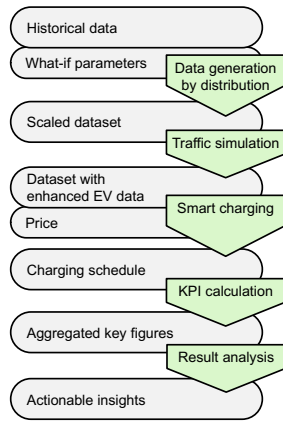 Historical data
What-if parameters
Data generation
by distribution
Scaled dataset
Traffic simulation
Dataset with
enhanced EV data
Price
Smart charging
Charging schedule
KPI calculation
Aggregated key figures
Result analysis
Actionable insights